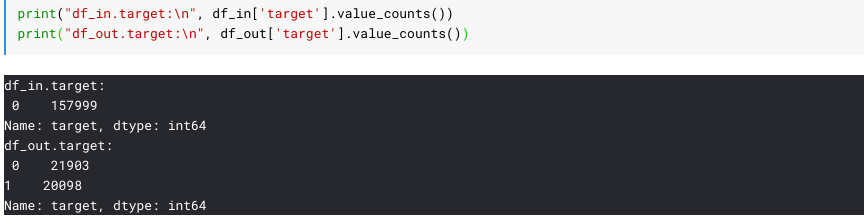 print("df_in.target:\n", df_in['target'].value_counts())
print("df_out.target:\n", df_out['target'].value_counts())
df_in.target:
 0    157999
Name: target, dtype: int64
df_out.target:
 0    21903
1    20098
Name: target, dtype: int64